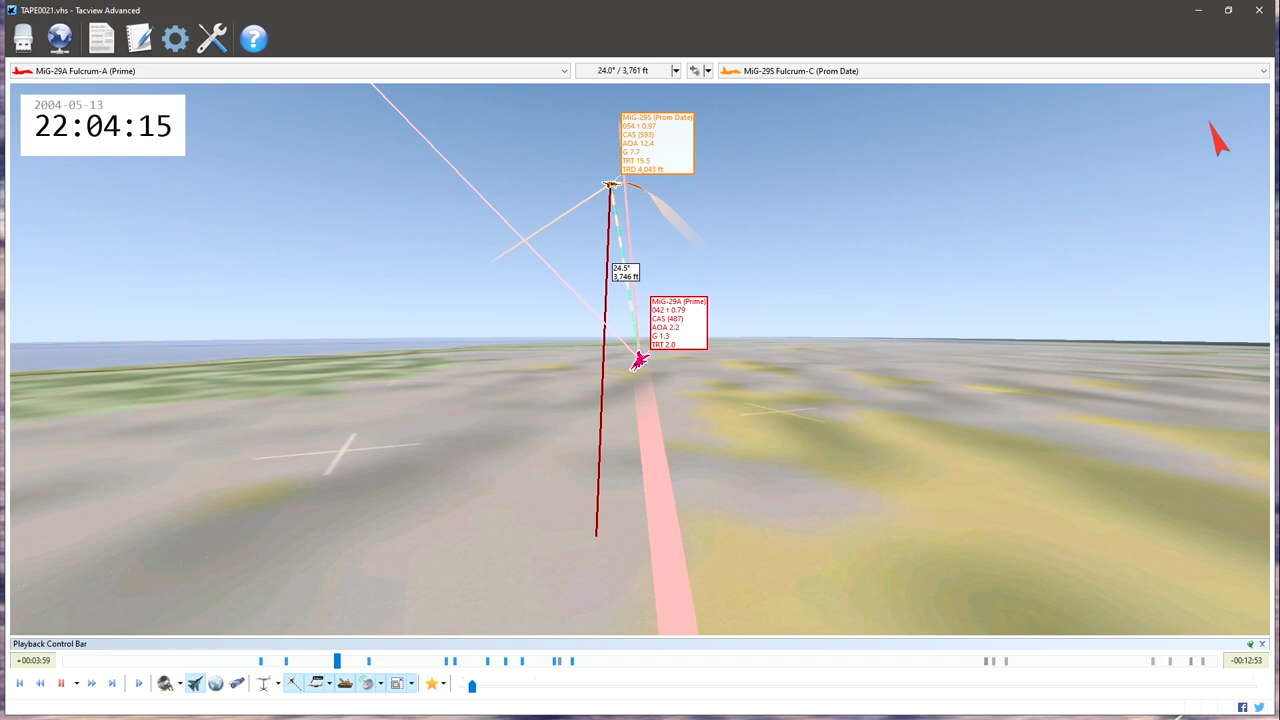 TAPE0021.vhs - Tacview Advanced
MiG-29A Fulcrum-A (Prime)
24.0° / 3,761 ft
MiG-29S Fulcrum-C (Prom Date)
2004-05-13
22:04:15
MiG-29S (Prom Date)
054 ↑ 0.97
CAS (593)
AOA 12.4
G 7.7
TRT 15.5
TRD 4,043 ft
24.5°
3,746 ft
MiG-29A (Prime)
042 ↑ 0.79
CAS (487)
AOA 2.2
G 1.3
TRT 2.0
Playback Control Bar
+00:03:59
-00:12:53